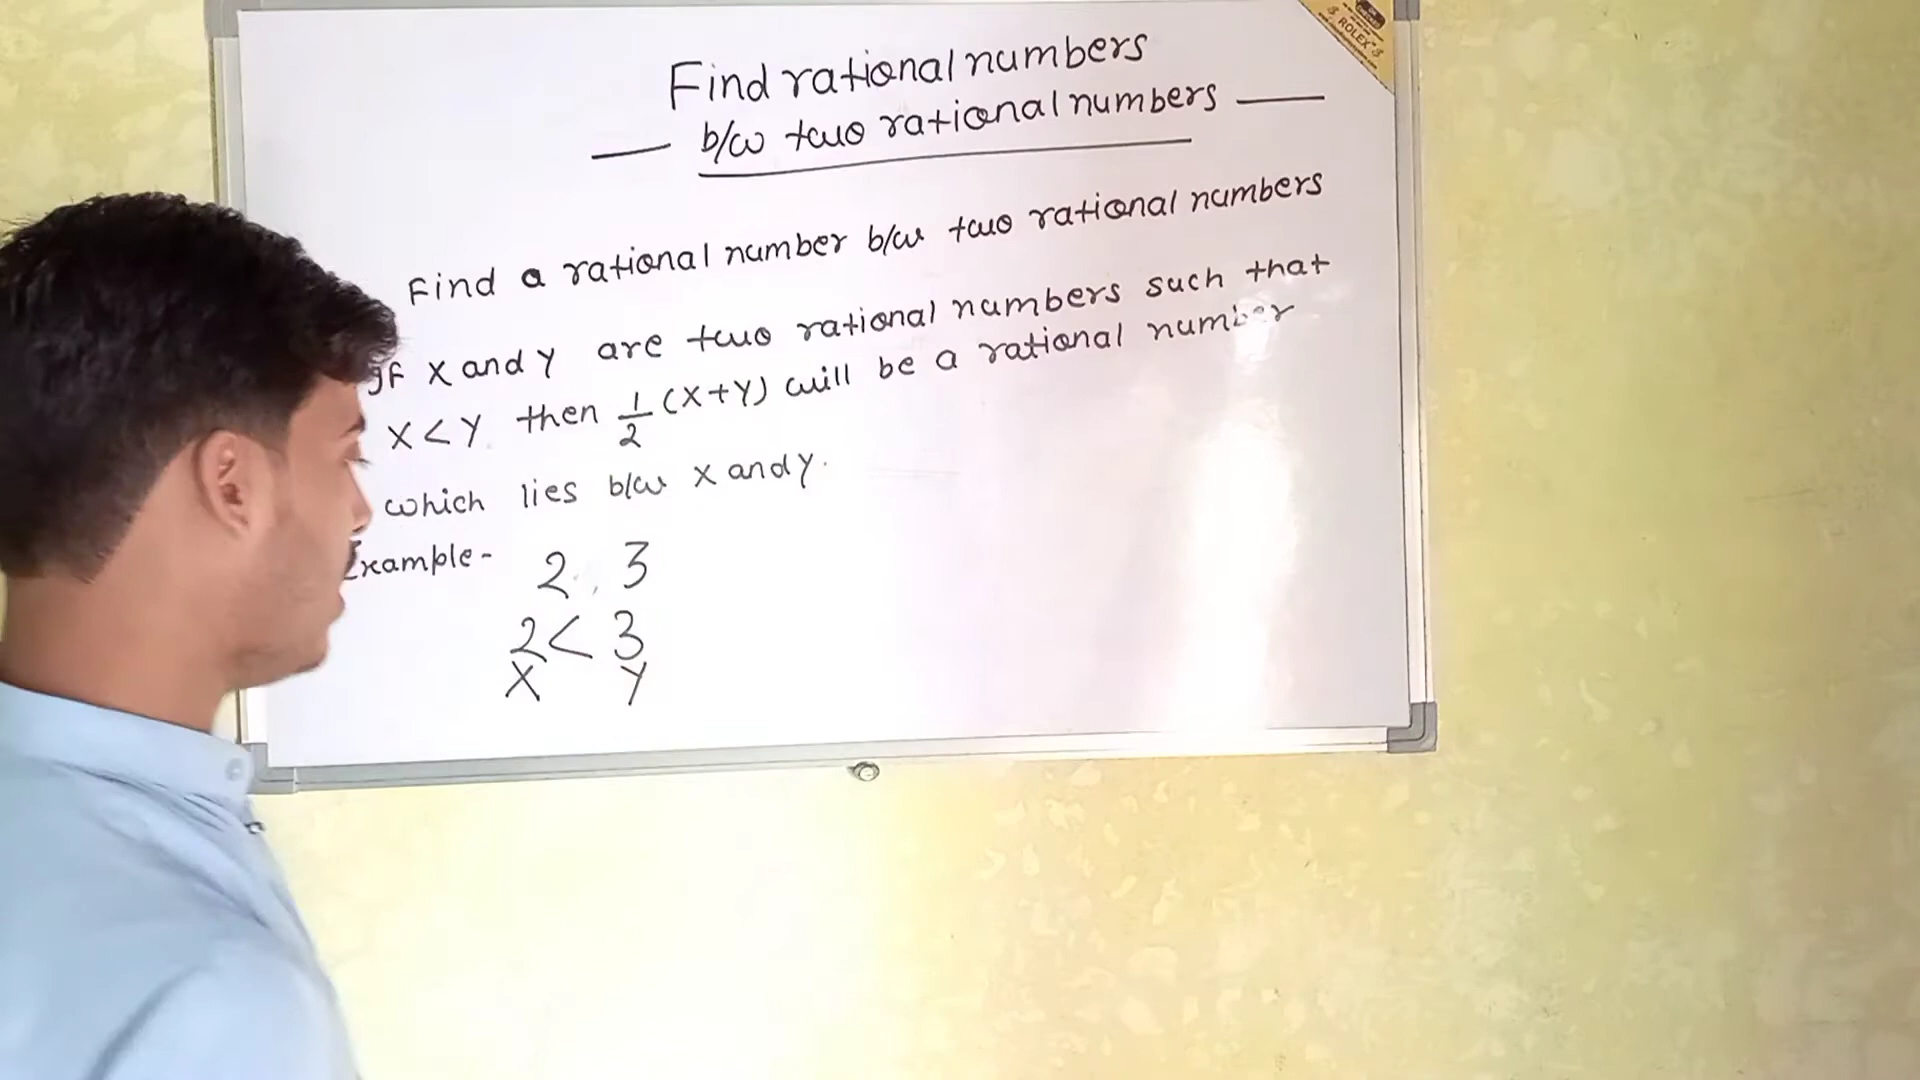 Find rational numbers
b/w two rational numbers
Find a rational number b/w two rational numbers
If X and Y are two rational numbers such that
X < Y then 1/2 (X+Y) will be a rational number
which lies b/w X and Y.
Example - 2, 3
2 < 3
X Y
ROLEX